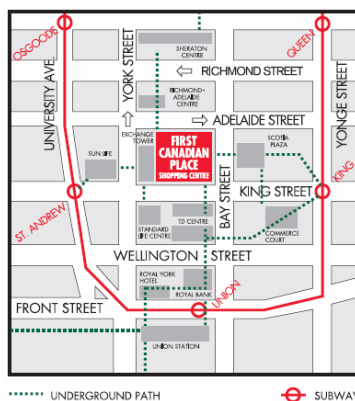 OSGOODE
QUEEN
SHERATON
CENTRE
UNIVERSITY AVE.
YORK STREET
YONGE STREET
RICHMOND STREET
RICHMOND-
ADELAIDE
CENTRE
ADELAIDE STREET
EXCHANGE
TOWER
FIRST
CANADIAN
PLACE
SHOPPING CENTRE
SCOTIA
PLAZA
SUN LIFE
BAY STREET
KING
KING STREET
ST. ANDREW
STANDARD
LIFE CENTRE
TD CENTRE
COMMERCE
COURT
WELLINGTON STREET
ROYAL YORK
HOTEL
ROYAL BANK
UNION
FRONT STREET
UNION STATION
UNDERGROUND PATH
SUBWAY